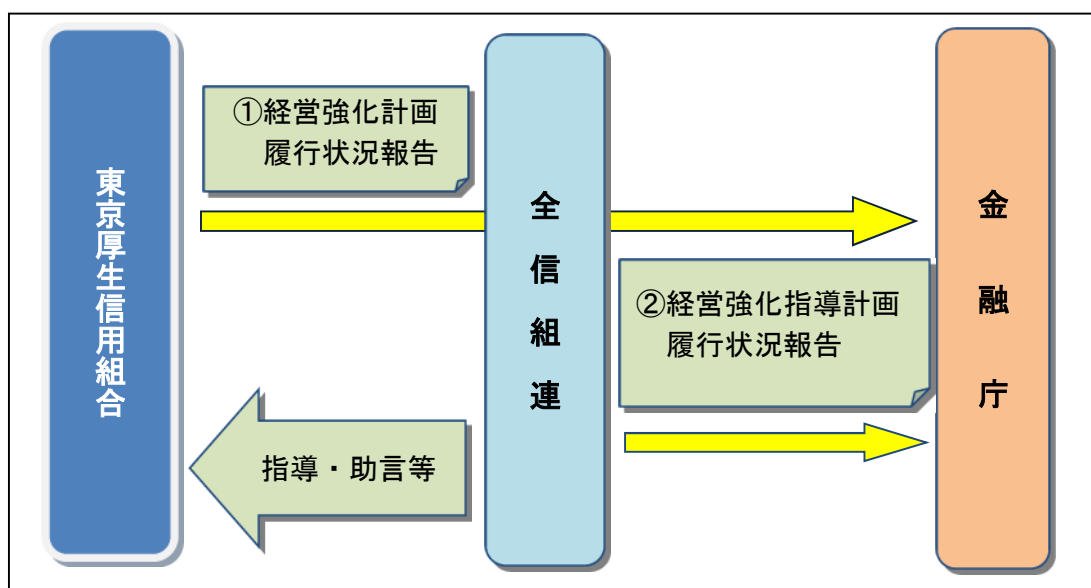 東京厚生信用組合
①経営強化計画
履行状況報告
指導・助言等
全信組連
②経営強化指導計画
履行状況報告
金融庁